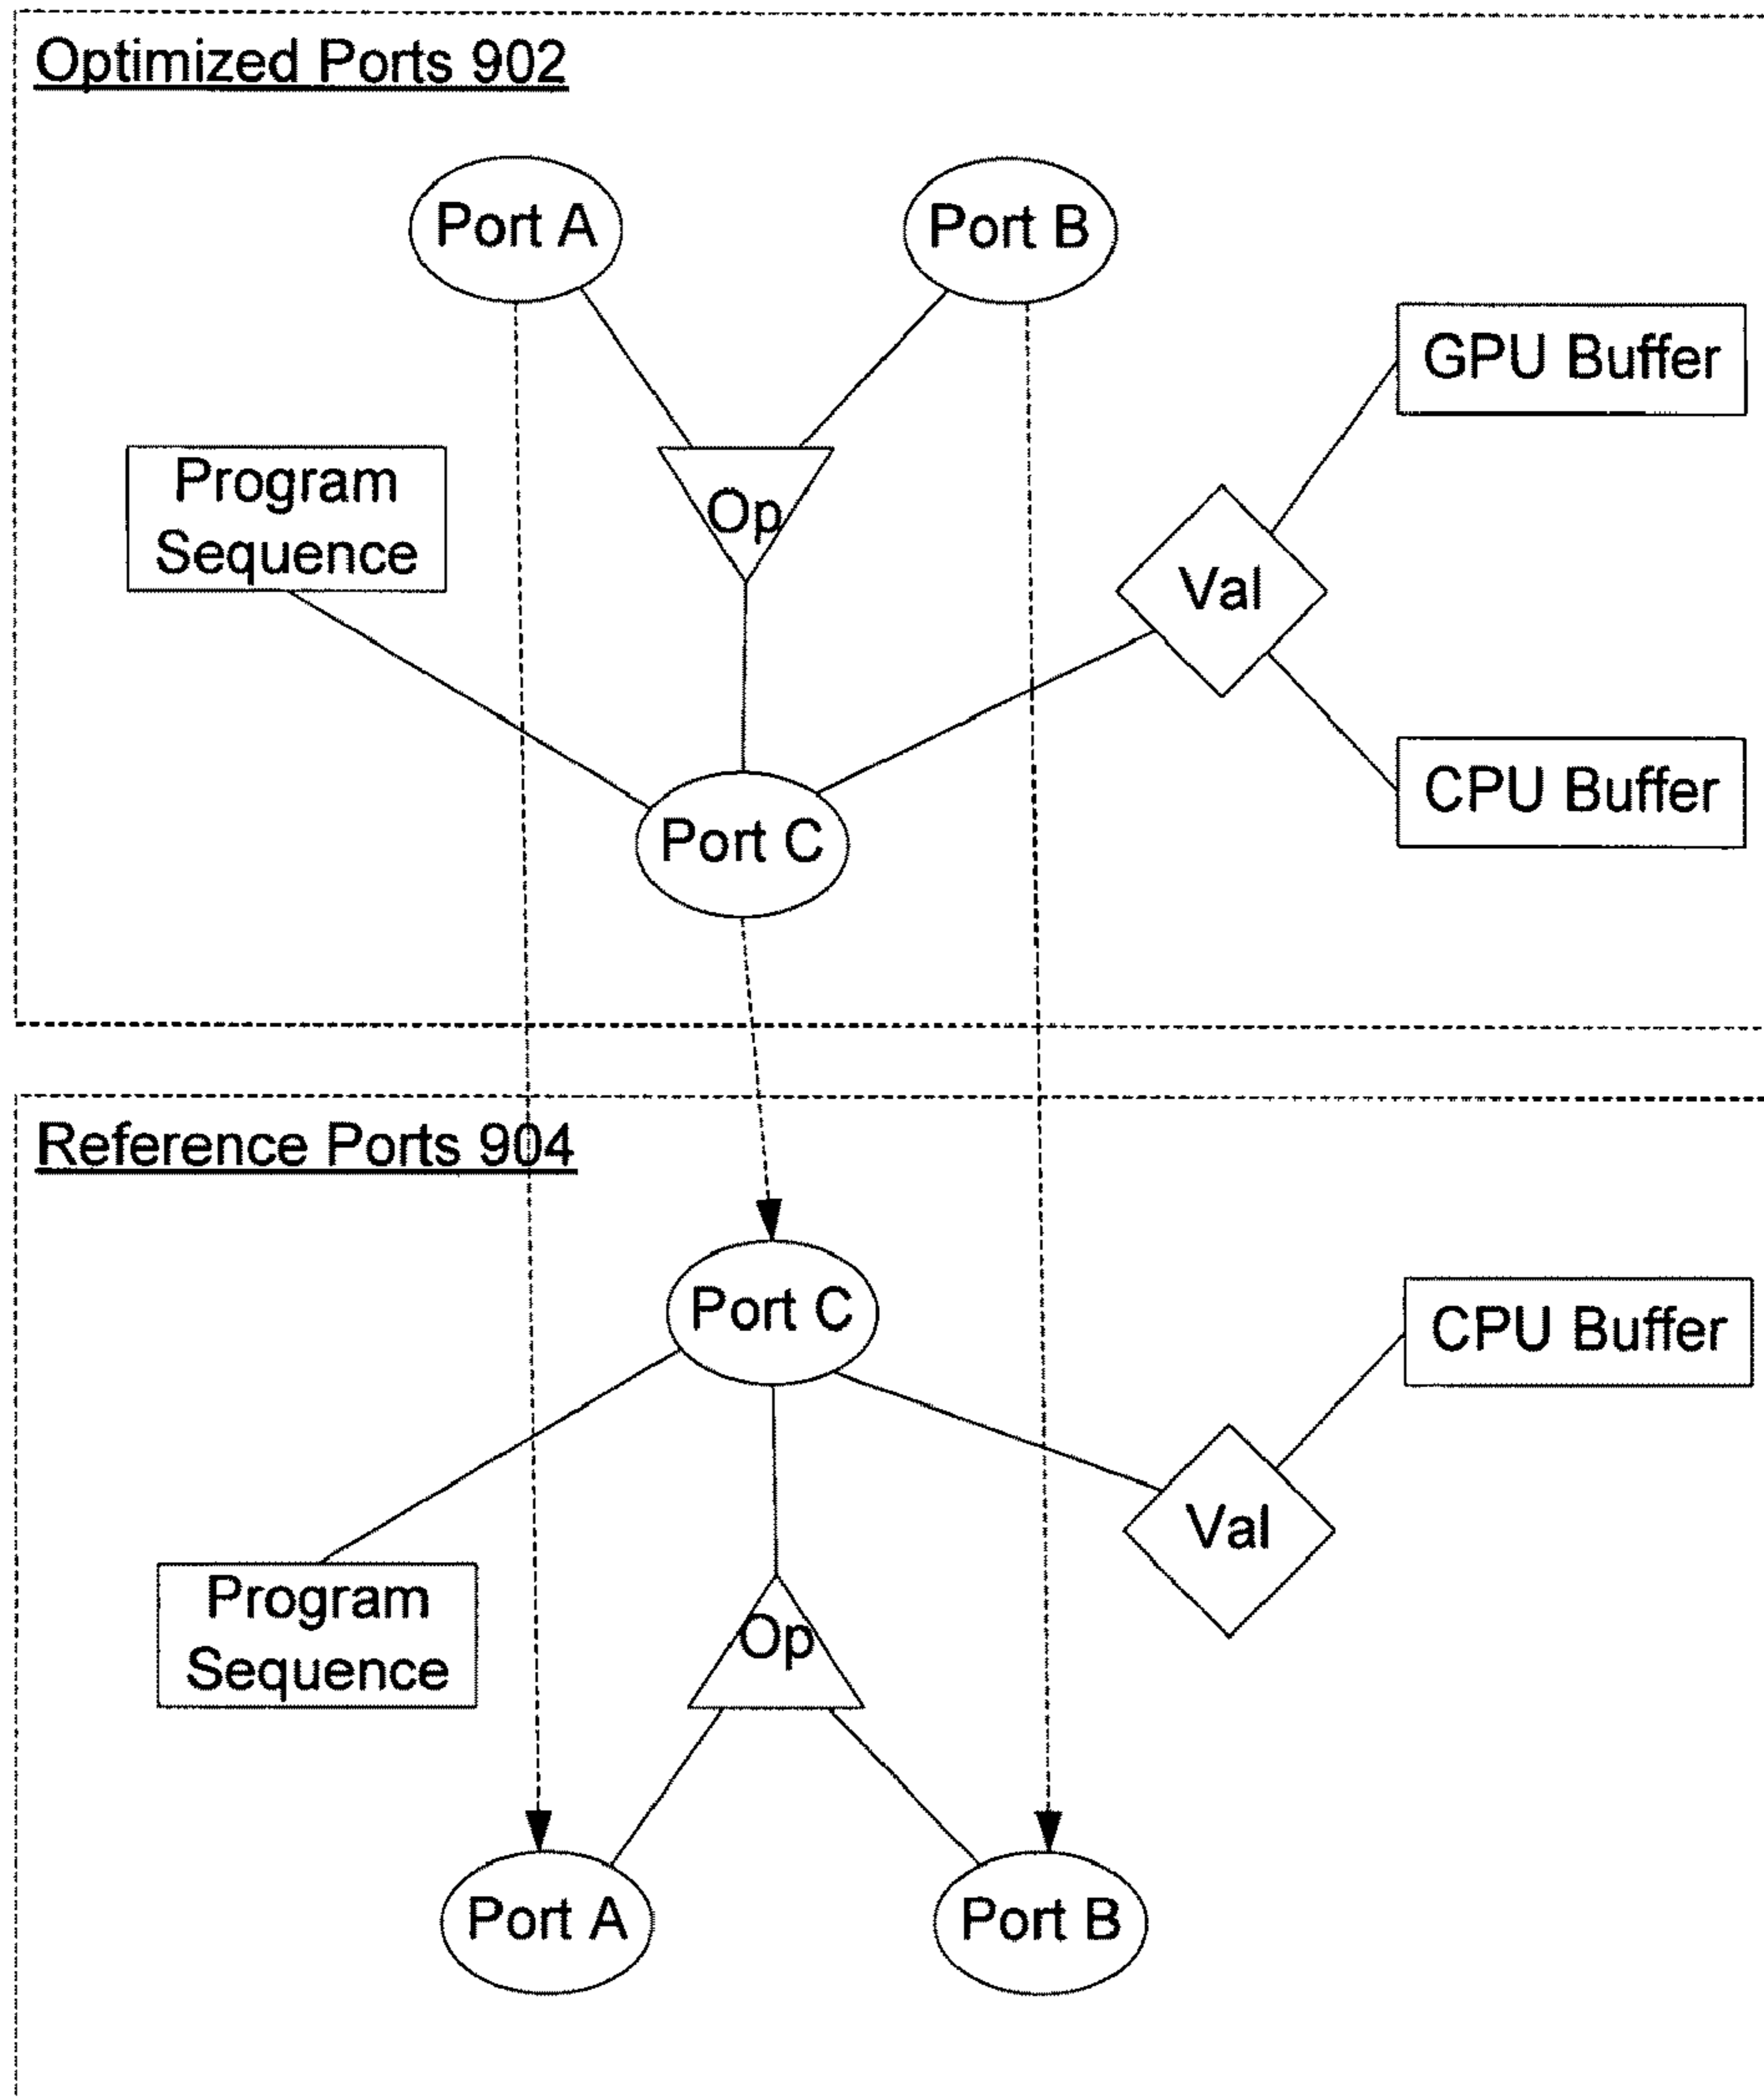 Optimized Ports 902
Port A
Port B
GPU Buffer
Program
Sequence
Op
Val
CPU Buffer
Port C
Reference Ports 904
Port C
CPU Buffer
Val
Program
Sequence
Op
Port A
Port B